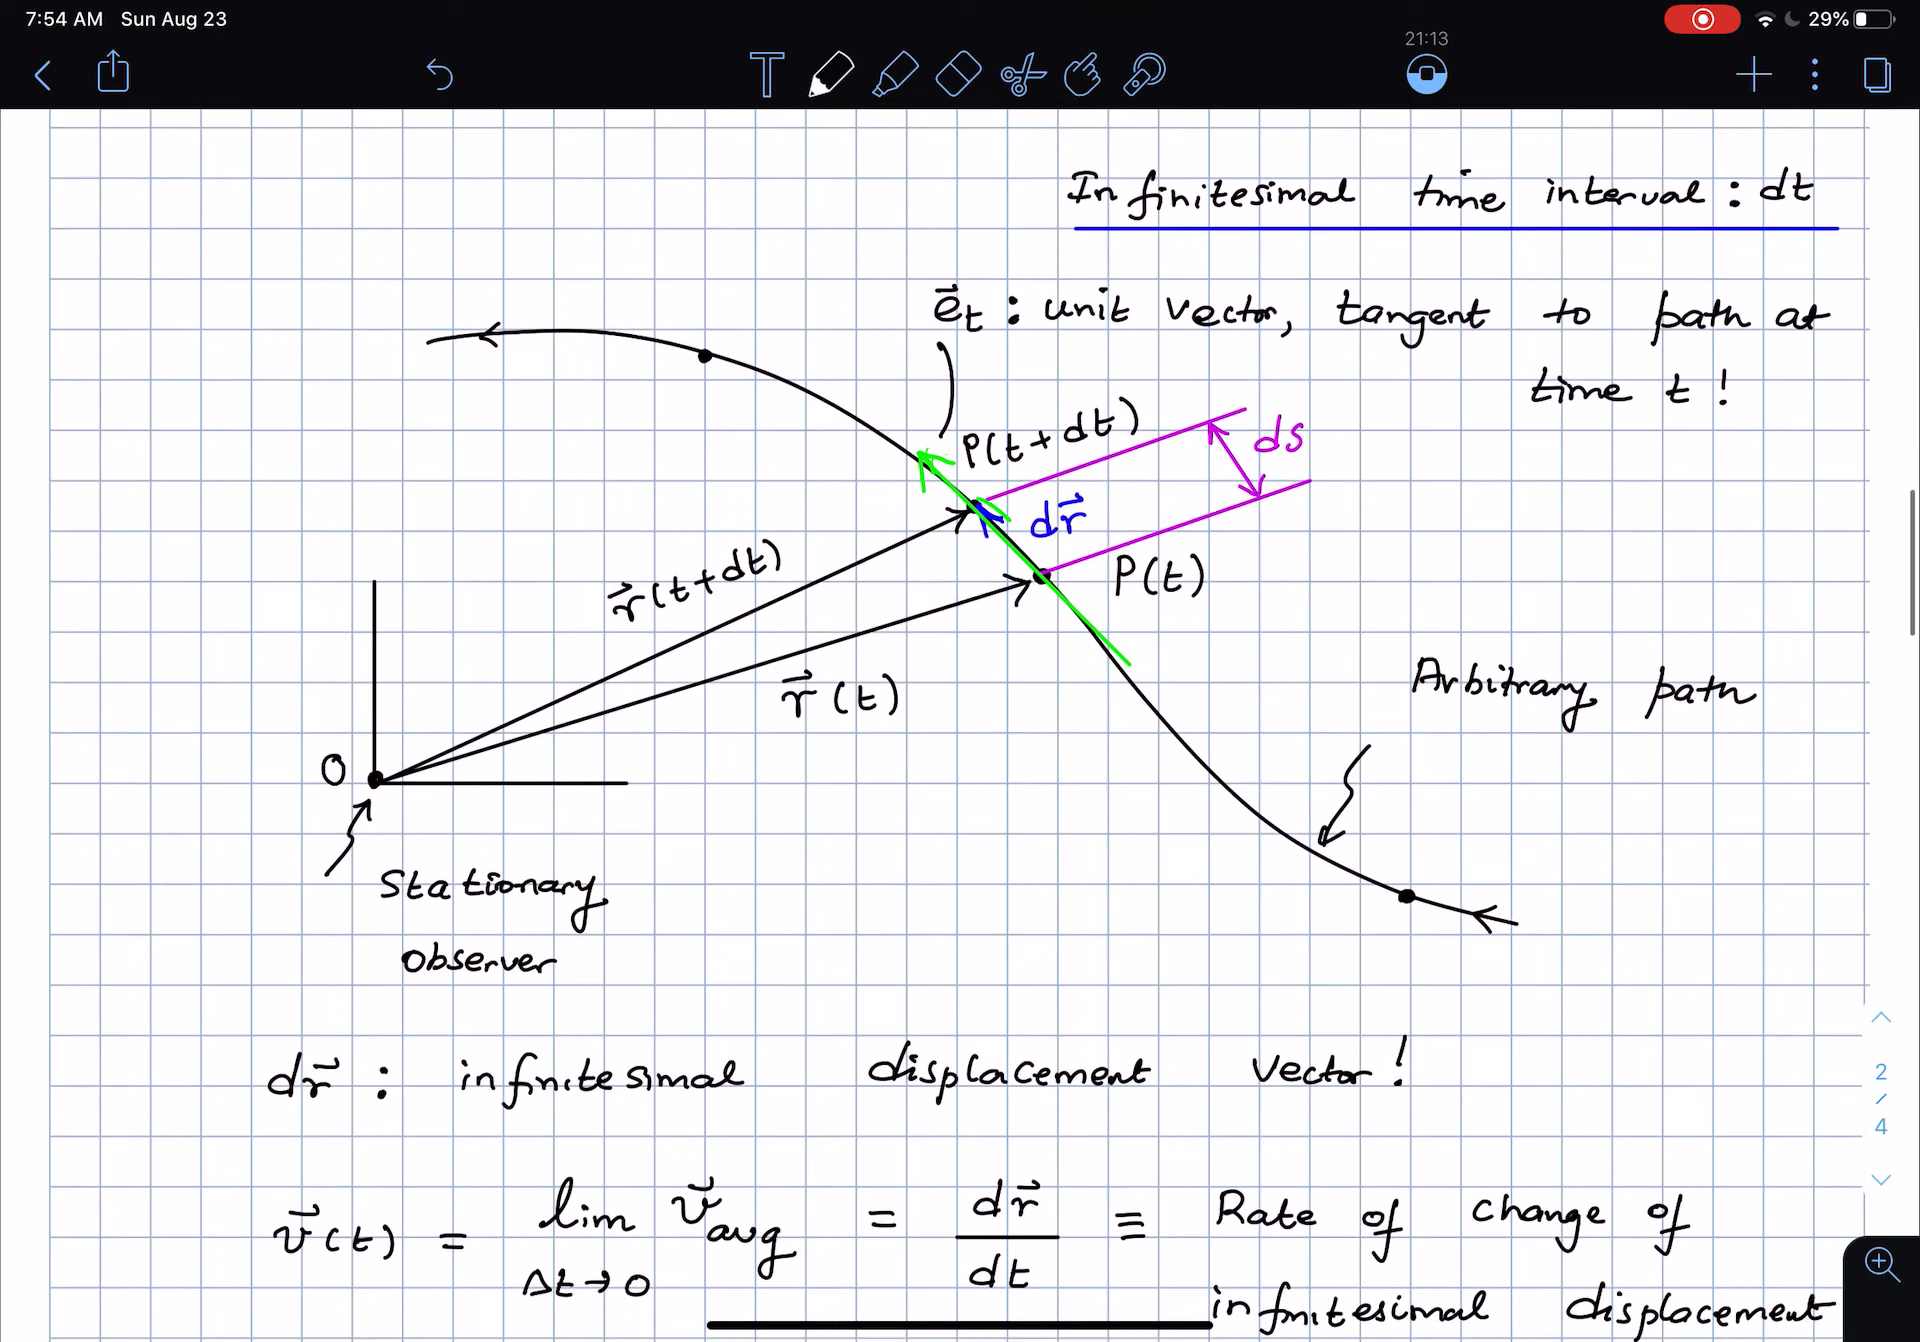 7:54 AM Sun Aug 23
29%
21:13
Infinitesimal time interval : dt
e⃗t : unit vector, tangent to path at
time t !
P(t+dt)
ds
dr⃗
r⃗(t+dt)
P(t)
r⃗(t)
Arbitrary path
O
Stationary
observer
dr⃗ : infinitesimal displacement vector!
2
/
4
v⃗(t) = lim Δt→0 v⃗avg = dr⃗/dt ≡ Rate of change of
infinitesimal displacement